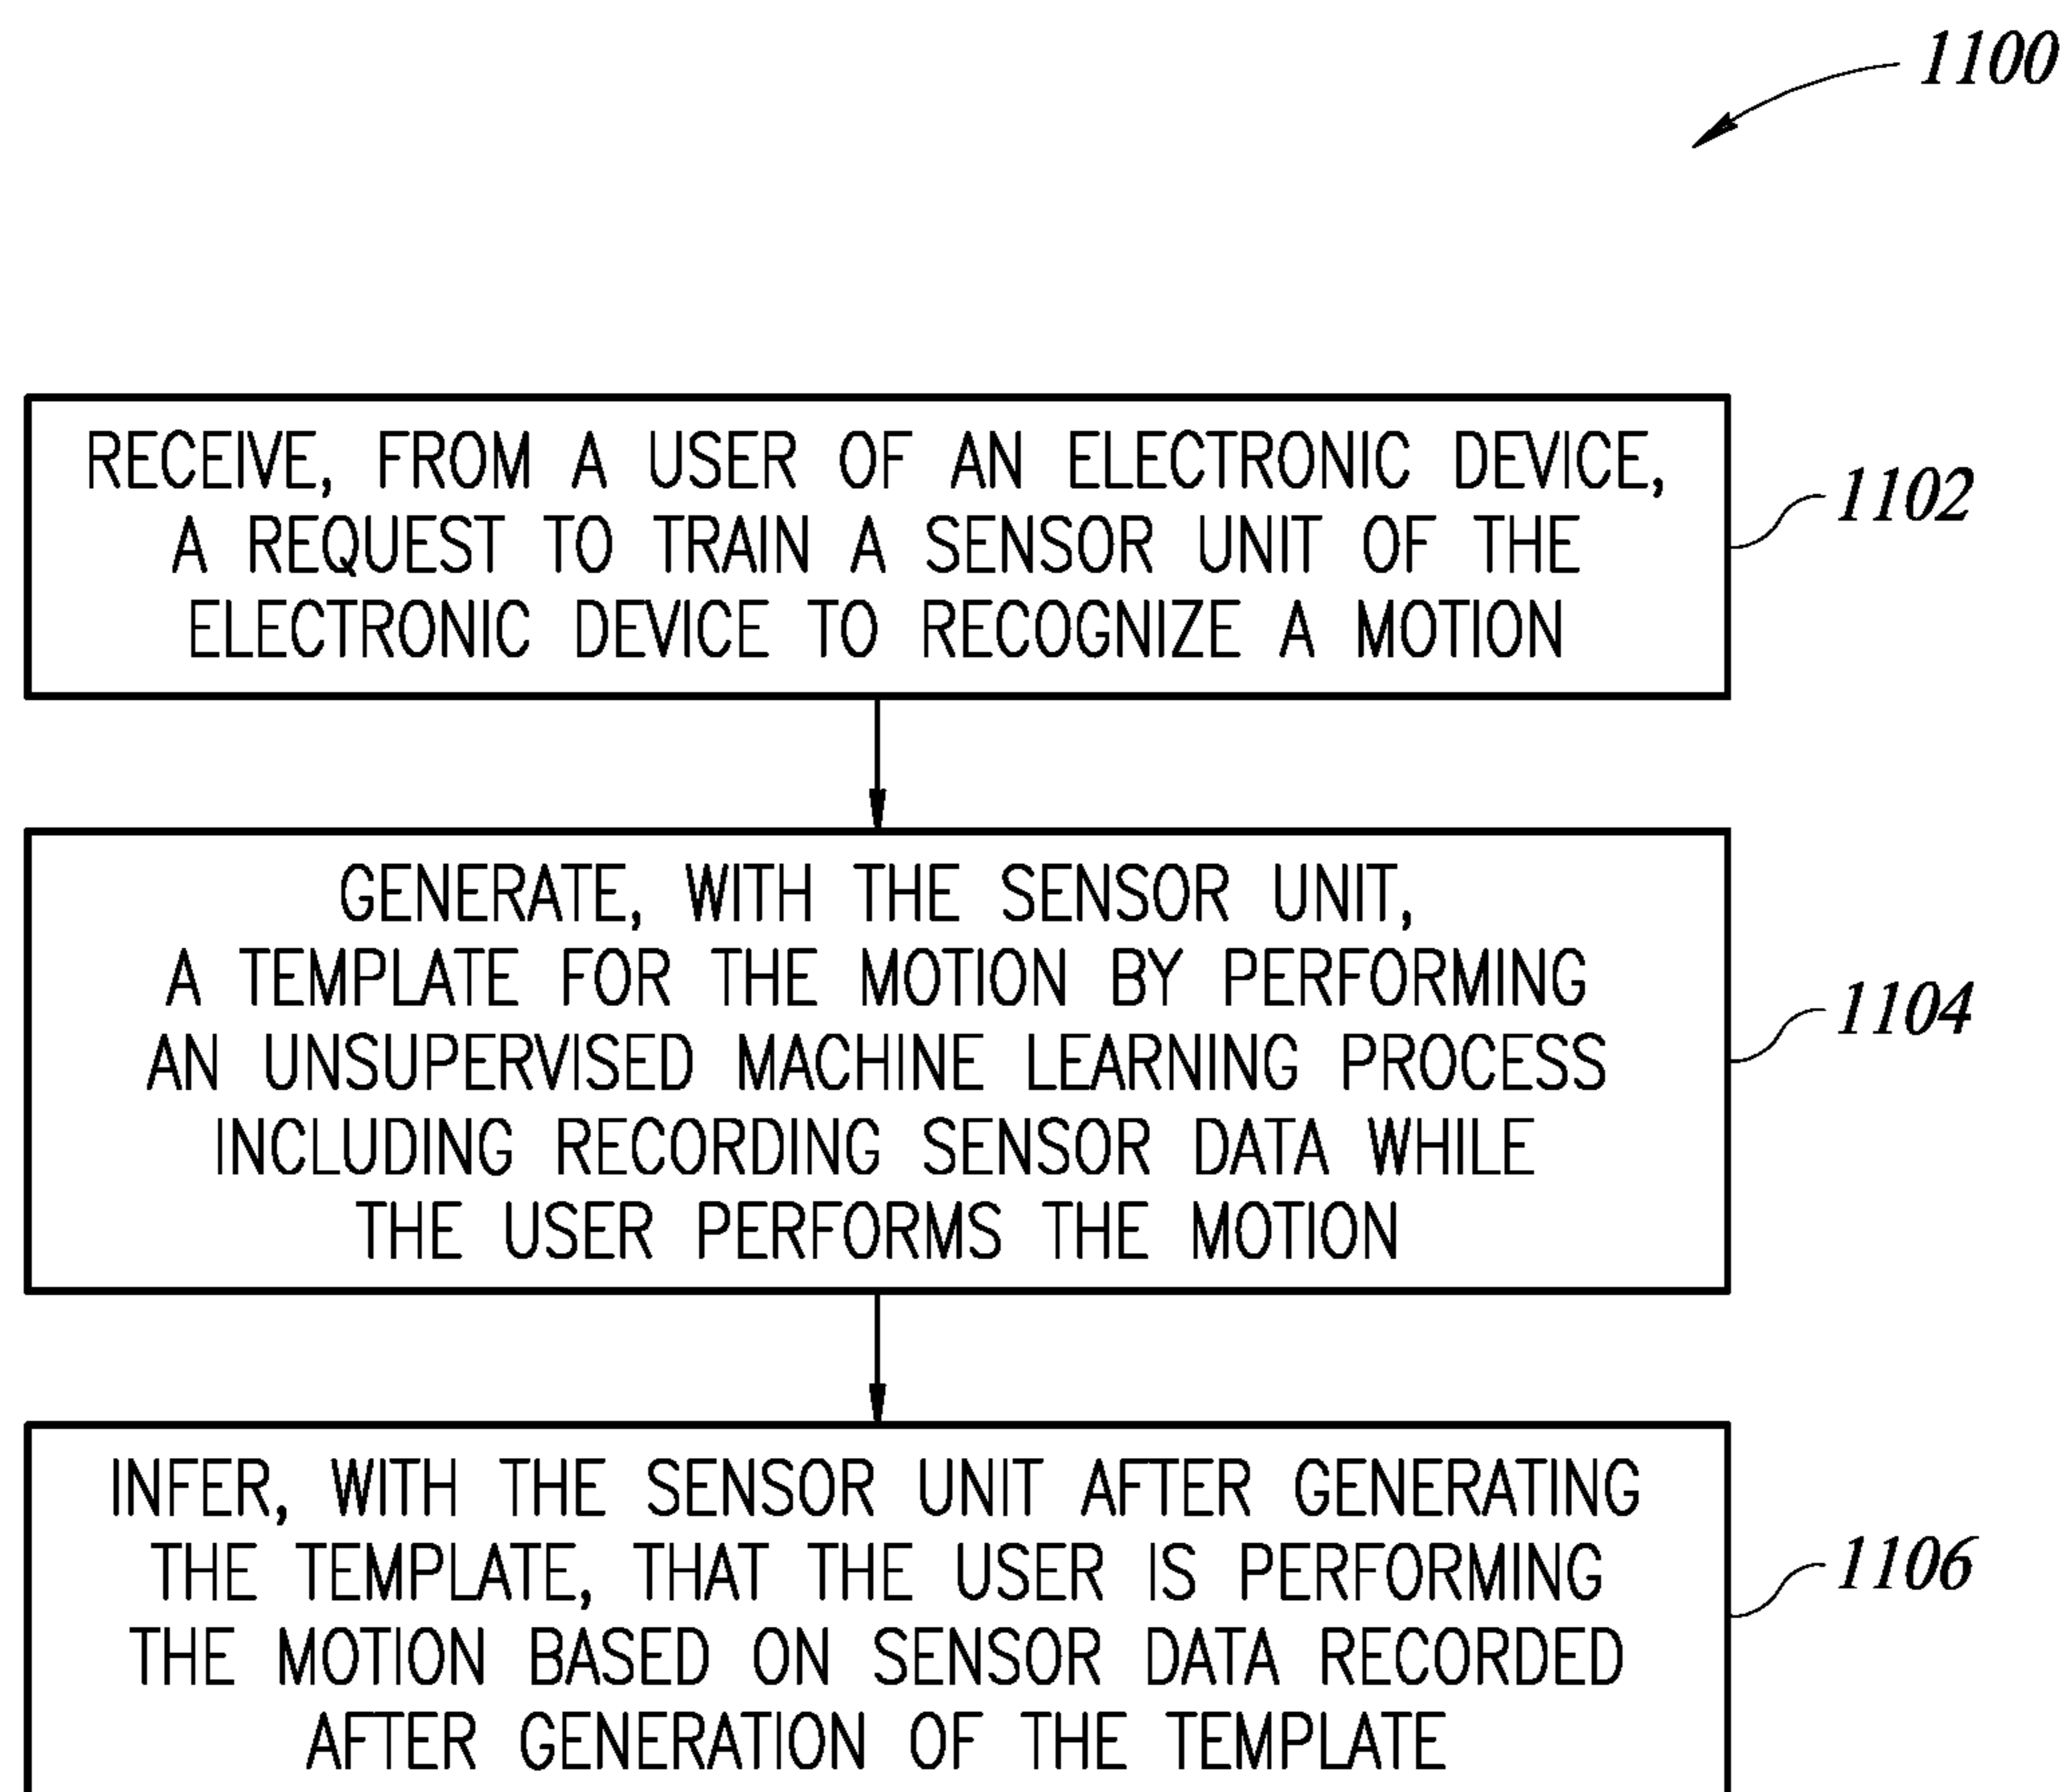 1100
RECEIVE, FROM A USER OF AN ELECTRONIC DEVICE,
A REQUEST TO TRAIN A SENSOR UNIT OF THE
ELECTRONIC DEVICE TO RECOGNIZE A MOTION
1102
GENERATE, WITH THE SENSOR UNIT,
A TEMPLATE FOR THE MOTION BY PERFORMING
AN UNSUPERVISED MACHINE LEARNING PROCESS
INCLUDING RECORDING SENSOR DATA WHILE
THE USER PERFORMS THE MOTION
1104
INFER, WITH THE SENSOR UNIT AFTER GENERATING
THE TEMPLATE, THAT THE USER IS PERFORMING
THE MOTION BASED ON SENSOR DATA RECORDED
AFTER GENERATION OF THE TEMPLATE
1106